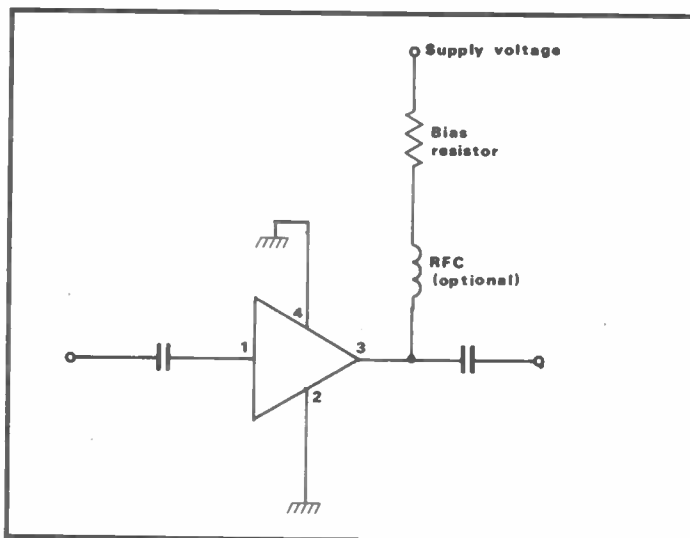 Supply voltage
Bias
resistor
RFC
(optional)
4
1
3
2